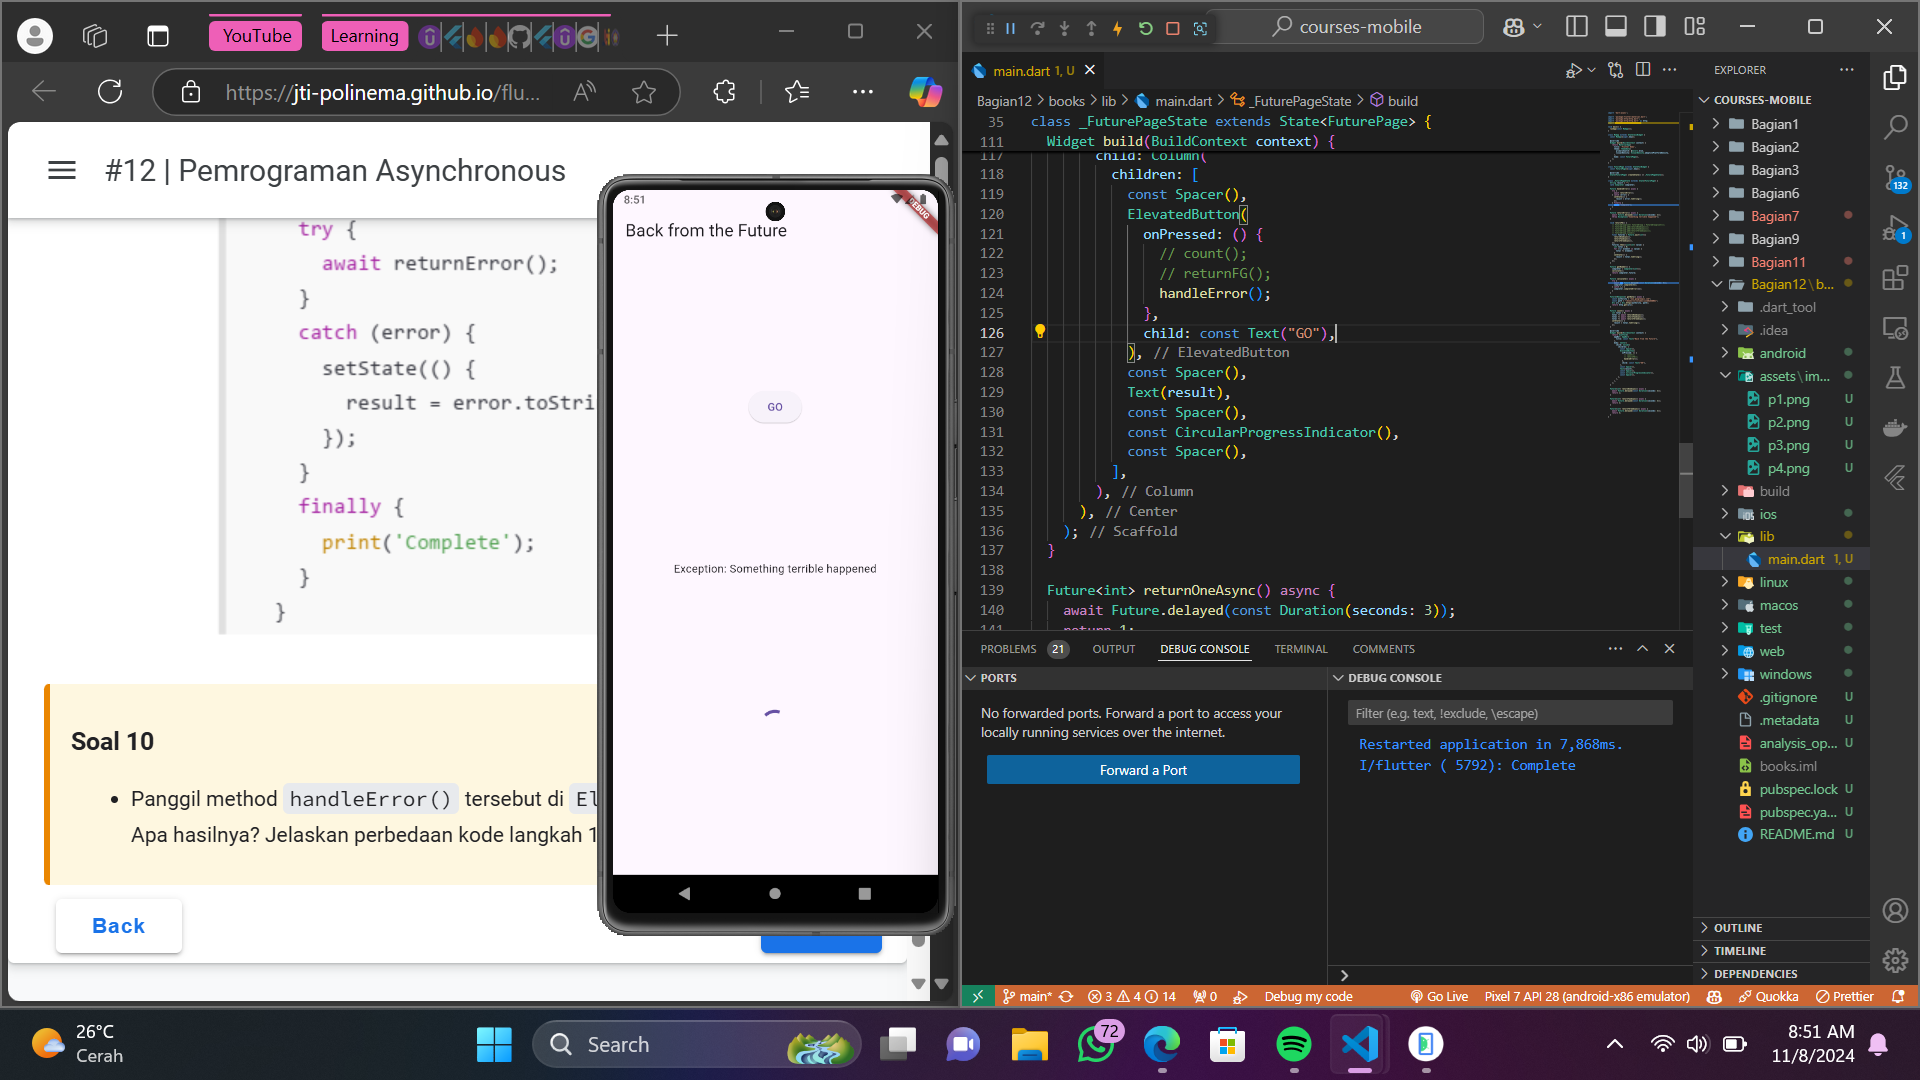 YouTube
Learning
https://jti-polinema.github.io/flu...
#12 | Pemrograman Asynchronous
try {
await returnError();
}
catch (error) {
setState(() {
result = error.toStri
});
}
finally {
print('Complete');
}
}
Soal 10
Panggil method handleError() tersebut di El
Apa hasilnya? Jelaskan perbedaan kode langkah 1
Back
8:51
DEBUG
Back from the Future
GO
Exception: Something terrible happened
courses-mobile
main.dart 1, U
Bagian12 > books > lib > main.dart > _FuturePageState > build
35 class _FuturePageState extends State<FuturePage> {
111 Widget build(BuildContext context) {
117 child: Column(
118 children: [
119 const Spacer(),
120 ElevatedButton(
121 onPressed: () {
122 // count();
123 // returnFG();
124 handleError();
125 },
126 child: const Text("GO"),
127 ), // ElevatedButton
128 const Spacer(),
129 Text(result),
130 const Spacer(),
131 const CircularProgressIndicator(),
132 const Spacer(),
133 ],
134 ), // Column
135 ), // Center
136 ); // Scaffold
137 }
138
139 Future<int> returnOneAsync() async {
140 await Future.delayed(const Duration(seconds: 3));
141 return 1;
PROBLEMS 21 OUTPUT DEBUG CONSOLE TERMINAL COMMENTS
PORTS
No forwarded ports. Forward a port to access your
locally running services over the internet.
Forward a Port
DEBUG CONSOLE
Filter (e.g. text, !exclude, \escape)
Restarted application in 7,868ms.
I/flutter ( 5792): Complete
EXPLORER
COURSES-MOBILE
Bagian1
Bagian2
Bagian3
Bagian6
Bagian7
Bagian9
Bagian11
Bagian12\b...
.dart_tool
.idea
android
assets\im...
p1.png U
p2.png U
p3.png U
p4.png U
build
ios
lib
main.dart 1, U
linux
macos
test
web
windows
.gitignore U
.metadata U
analysis_op... U
books.iml
pubspec.lock U
pubspec.ya... U
README.md U
OUTLINE
TIMELINE
DEPENDENCIES
132
1
main* 3 4 14 0 Debug my code Go Live Pixel 7 API 28 (android-x86 emulator) Quokka Prettier
26°C
Cerah
Search
72
8:51 AM
11/8/2024